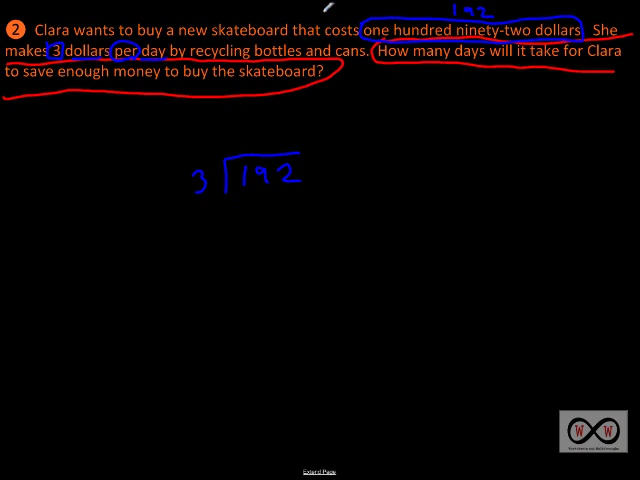 192
2 Clara wants to buy a new skateboard that costs one hundred ninety-two dollars. She
makes 3 dollars per day by recycling bottles and cans. How many days will it take for Clara
to save enough money to buy the skateboard?
3 192
W W
Extend Page